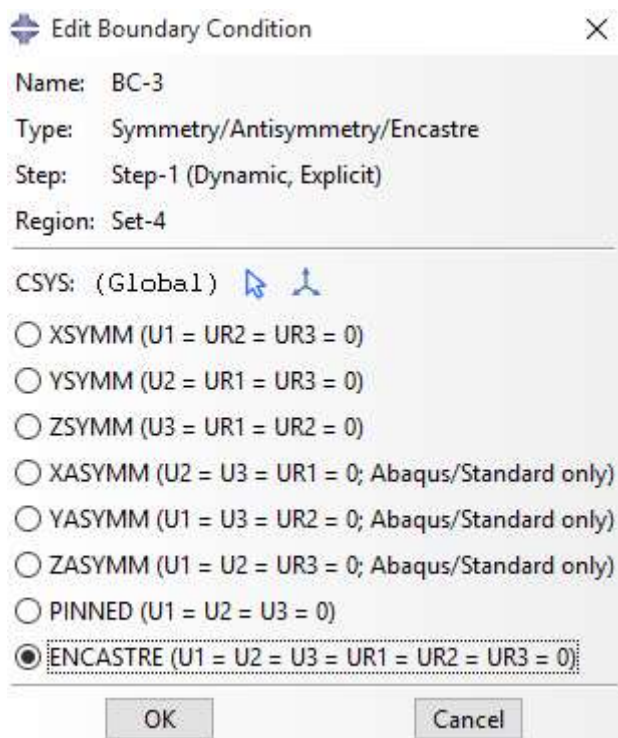 Edit Boundary Condition
Name: BC-3
Type: Symmetry/Antisymmetry/Encastre
Step: Step-1 (Dynamic, Explicit)
Region: Set-4
CSYS: (Global)
XSYMM (U1 = UR2 = UR3 = 0)
YSYMM (U2 = UR1 = UR3 = 0)
ZSYMM (U3 = UR1 = UR2 = 0)
XASYMM (U2 = U3 = UR1 = 0; Abaqus/Standard only)
YASYMM (U1 = U3 = UR2 = 0; Abaqus/Standard only)
ZASYMM (U1 = U2 = UR3 = 0; Abaqus/Standard only)
PINNED (U1 = U2 = U3 = 0)
ENCASTRE (U1 = U2 = U3 = UR1 = UR2 = UR3 = 0)
OK Cancel